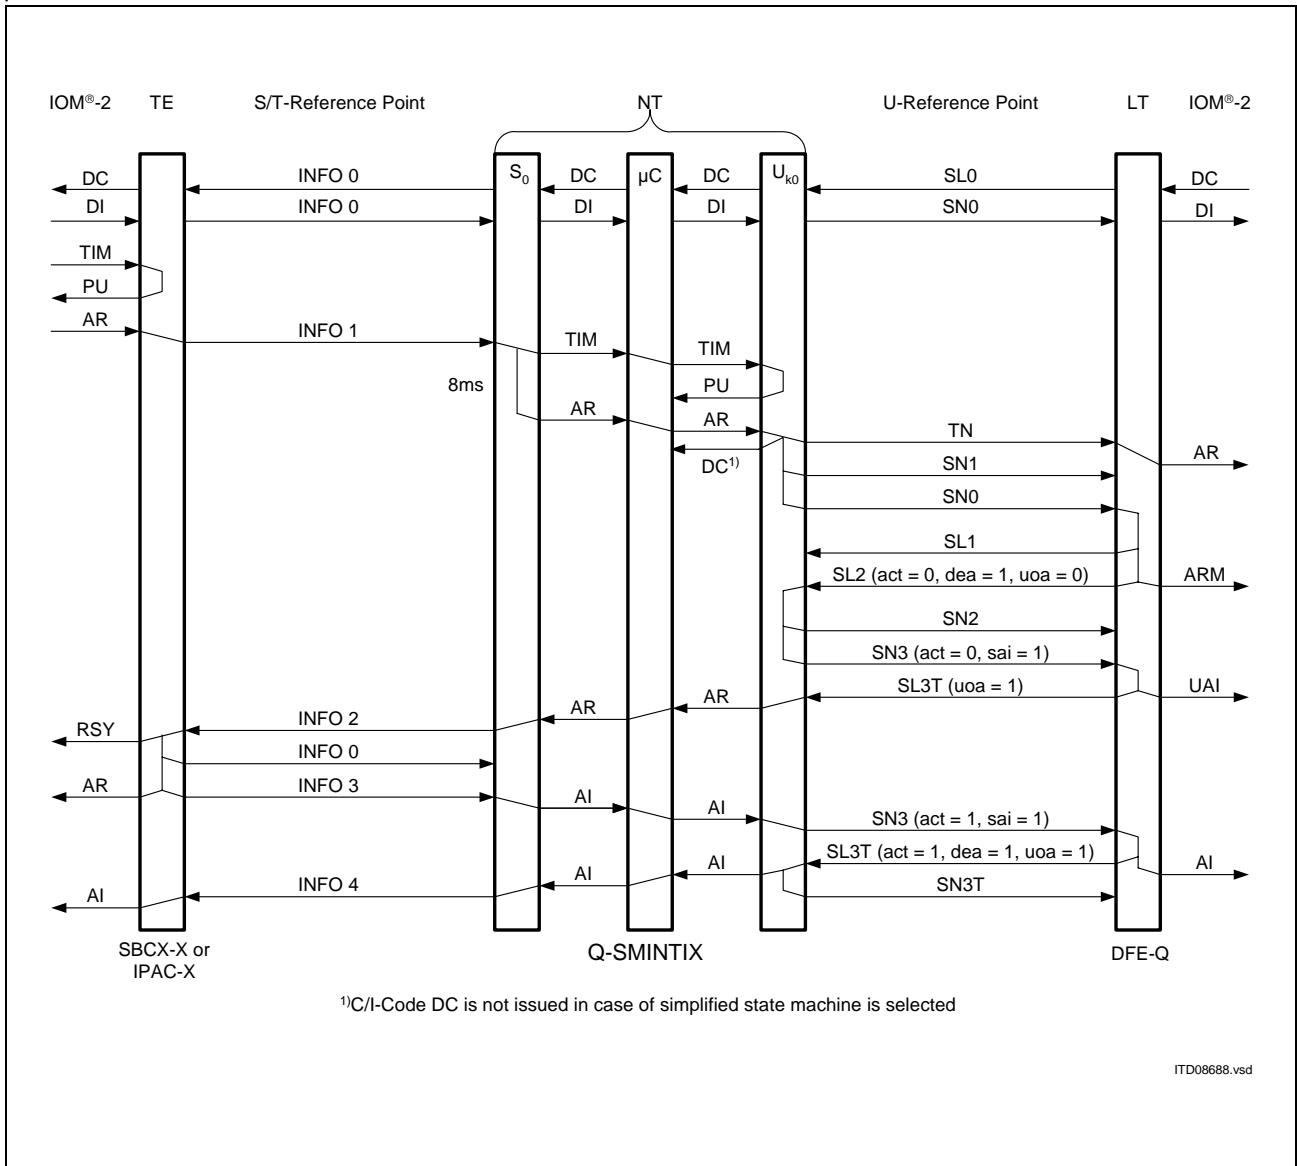 IOM®-2 TE S/T-Reference Point NT U-Reference Point LT IOM®-2
S0 µC Uk0
DC INFO 0 DC DC SL0 DC
DI INFO 0 DI DI SN0 DI
TIM
PU
AR INFO 1 TIM TIM
8ms PU
AR AR TN
DC1) AR
SN1
SN0
SL1
SL2 (act = 0, dea = 1, uoa = 0) ARM
SN2
SN3 (act = 0, sai = 1)
SL3T (uoa = 1) UAI
INFO 2 AR AR
RSY
INFO 0
AR INFO 3 AI AI
SN3 (act = 1, sai = 1)
SL3T (act = 1, dea = 1, uoa = 1) AI
AI INFO 4 AI AI SN3T
SBCX-X or
IPAC-X
Q-SMINTIX
DFE-Q
1)C/I-Code DC is not issued in case of simplified state machine is selected
ITD08688.vsd